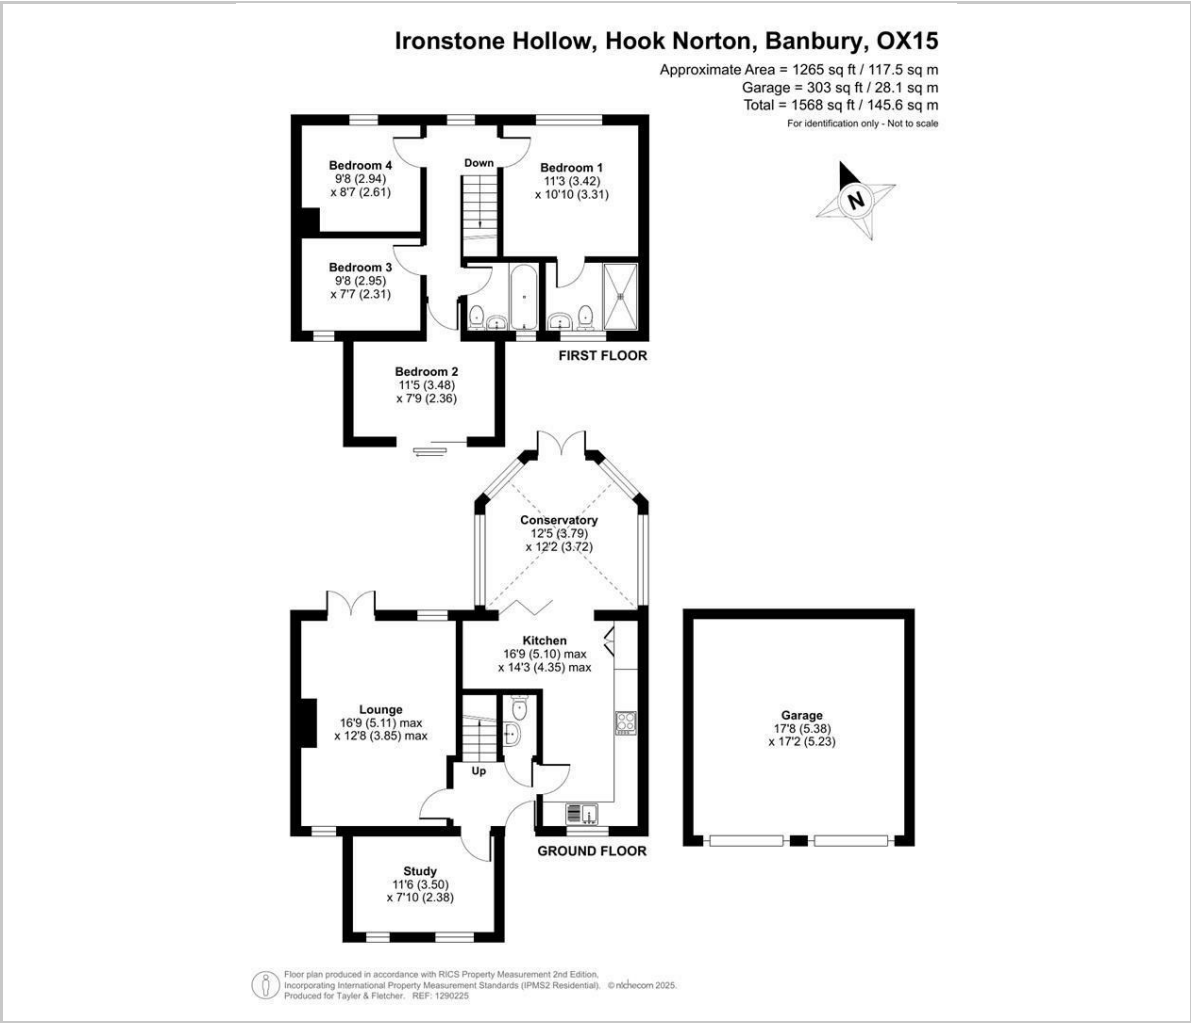 Ironstone Hollow, Hook Norton, Banbury, OX15
Approximate Area = 1265 sq ft / 117.5 sq m
Garage = 303 sq ft / 28.1 sq m
Total = 1568 sq ft / 145.6 sq m
For identification only - Not to scale
N
Bedroom 4
9'8 (2.94)
x 8'7 (2.61)
Down
Bedroom 1
11'3 (3.42)
x 10'10 (3.31)
Bedroom 3
9'8 (2.95)
x 7'7 (2.31)
FIRST FLOOR
Bedroom 2
11'5 (3.48)
x 7'9 (2.36)
Conservatory
12'5 (3.79)
x 12'2 (3.72)
Kitchen
16'9 (5.10) max
x 14'3 (4.35) max
Lounge
16'9 (5.11) max
x 12'8 (3.85) max
Up
Garage
17'8 (5.38)
x 17'2 (5.23)
GROUND FLOOR
Study
11'6 (3.50)
x 7'10 (2.38)
Floor plan produced in accordance with RICS Property Measurement 2nd Edition,
Incorporating International Property Measurement Standards (IPMS2 Residential). © nichecom 2025.
Produced for Tayler & Fletcher. REF: 1290225